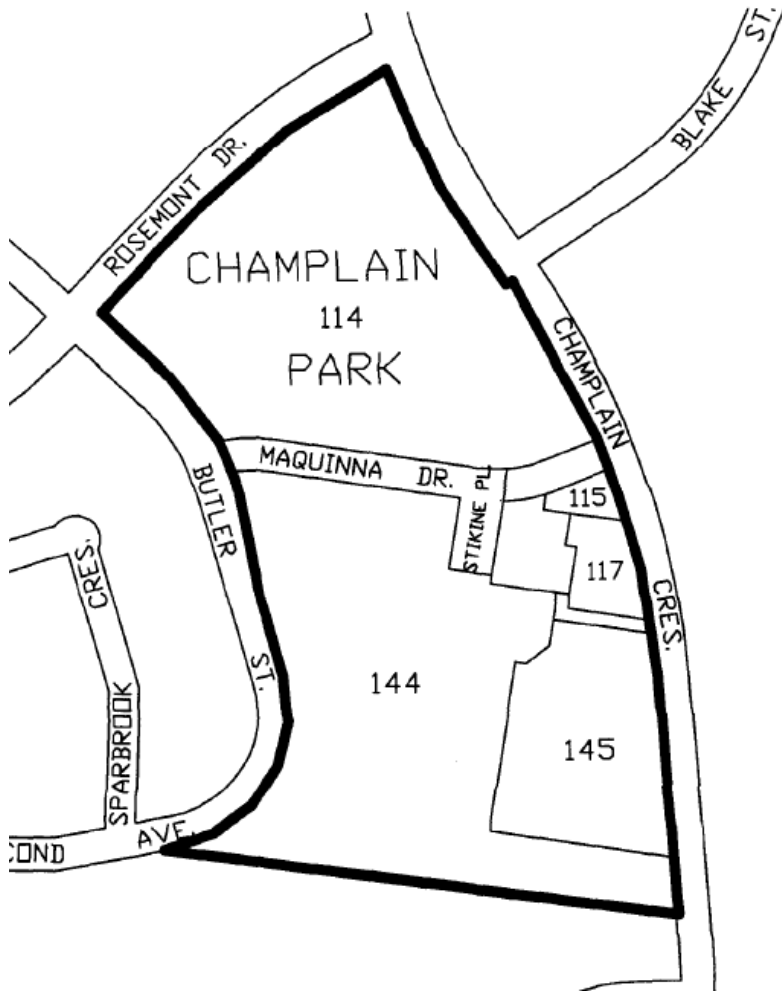 ST.
BLAKE
ROSEMONT DR.
CHAMPLAIN
114
PARK
CHAMPLAIN
MAQUINNA DR.
STIKINE PL.
115
BUTLER
117
CRES.
CRES.
ST.
144
SPARBROOK
145
AVE.
COND